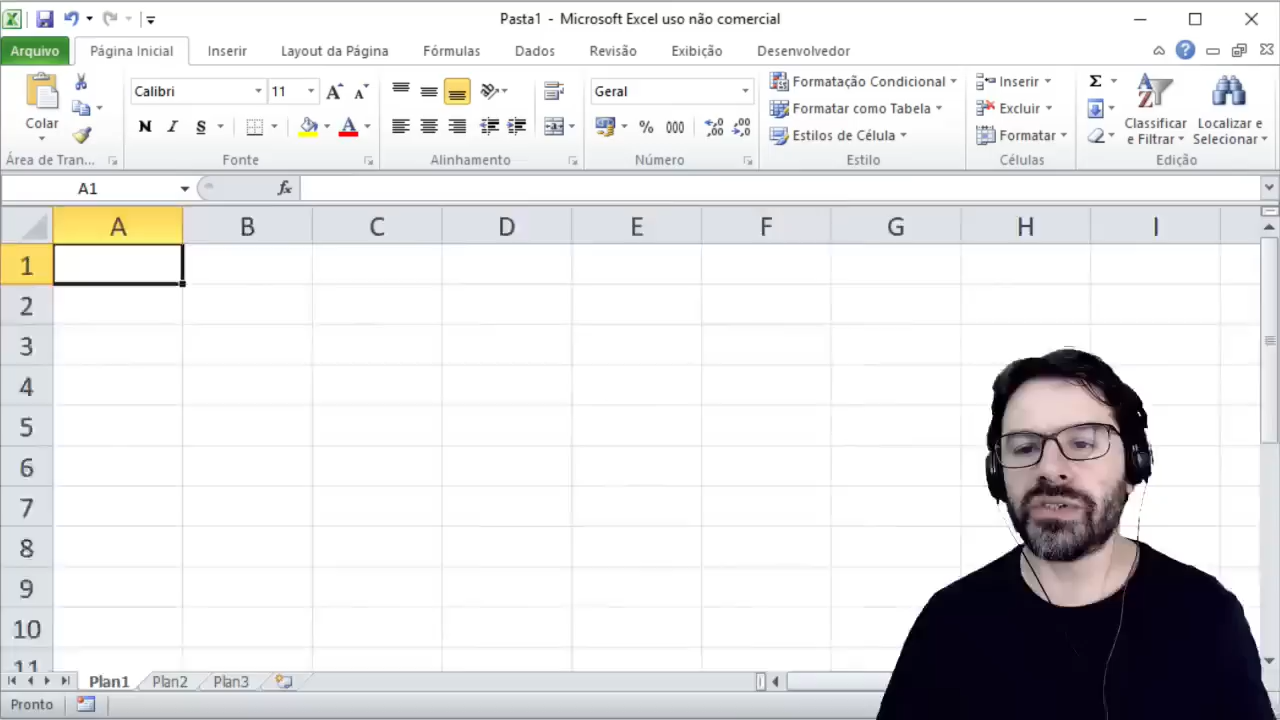 Pasta1 - Microsoft Excel uso não comercial
Arquivo Página Inicial Inserir Layout da Página Fórmulas Dados Revisão Exibição Desenvolvedor
Colar
Área de Tran...
Calibri 11
N I S A
Fonte
Alinhamento
Geral
% 000
Número
Formatação Condicional
Formatar como Tabela
Estilos de Célula
Estilo
Inserir
Excluir
Formatar
Células
Σ
Classificar e Filtrar
Localizar e Selecionar
Edição
A1 fx
A B C D E F G H I
1
2
3
4
5
6
7
8
9
10
11
Plan1 Plan2 Plan3
Pronto